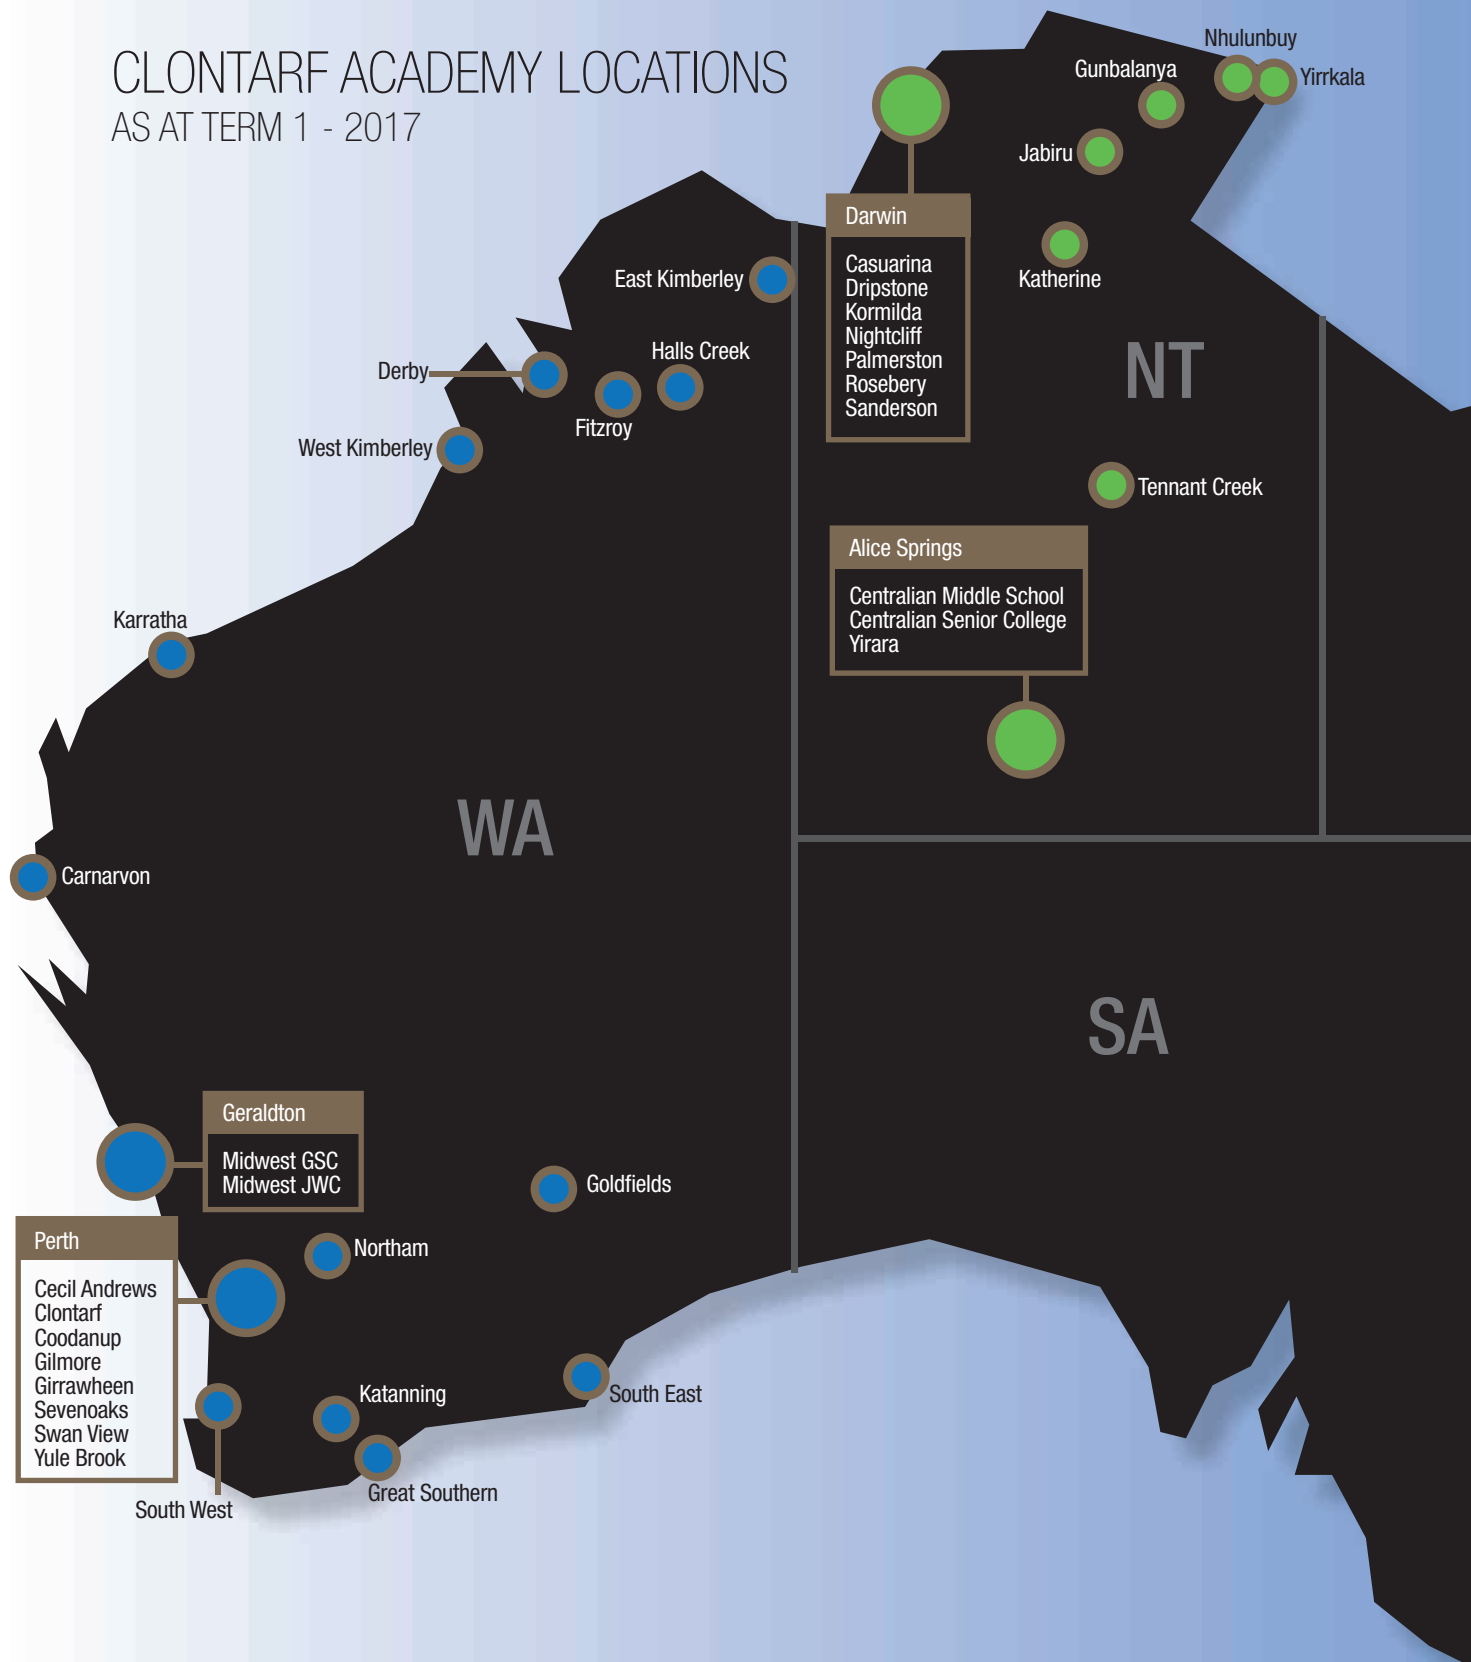 CLONTARF ACADEMY LOCATIONS
AS AT TERM 1 - 2017
Nhulunbuy
Gunbalanya
Yirrkala
Jabiru
Katherine
Darwin
Casuarina
Dripstone
Kormilda
Nightcliff
Palmerston
Rosebery
Sanderson
East Kimberley
Halls Creek
Derby
Fitzroy
West Kimberley
NT
Tennant Creek
Alice Springs
Centralian Middle School
Centralian Senior College
Yirara
Karratha
WA
Carnarvon
SA
Geraldton
Midwest GSC
Midwest JWC
Goldfields
Northam
Perth
Cecil Andrews
Clontarf
Coodanup
Gilmore
Girrawheen
Sevenoaks
Swan View
Yule Brook
Katanning
South East
Great Southern
South West